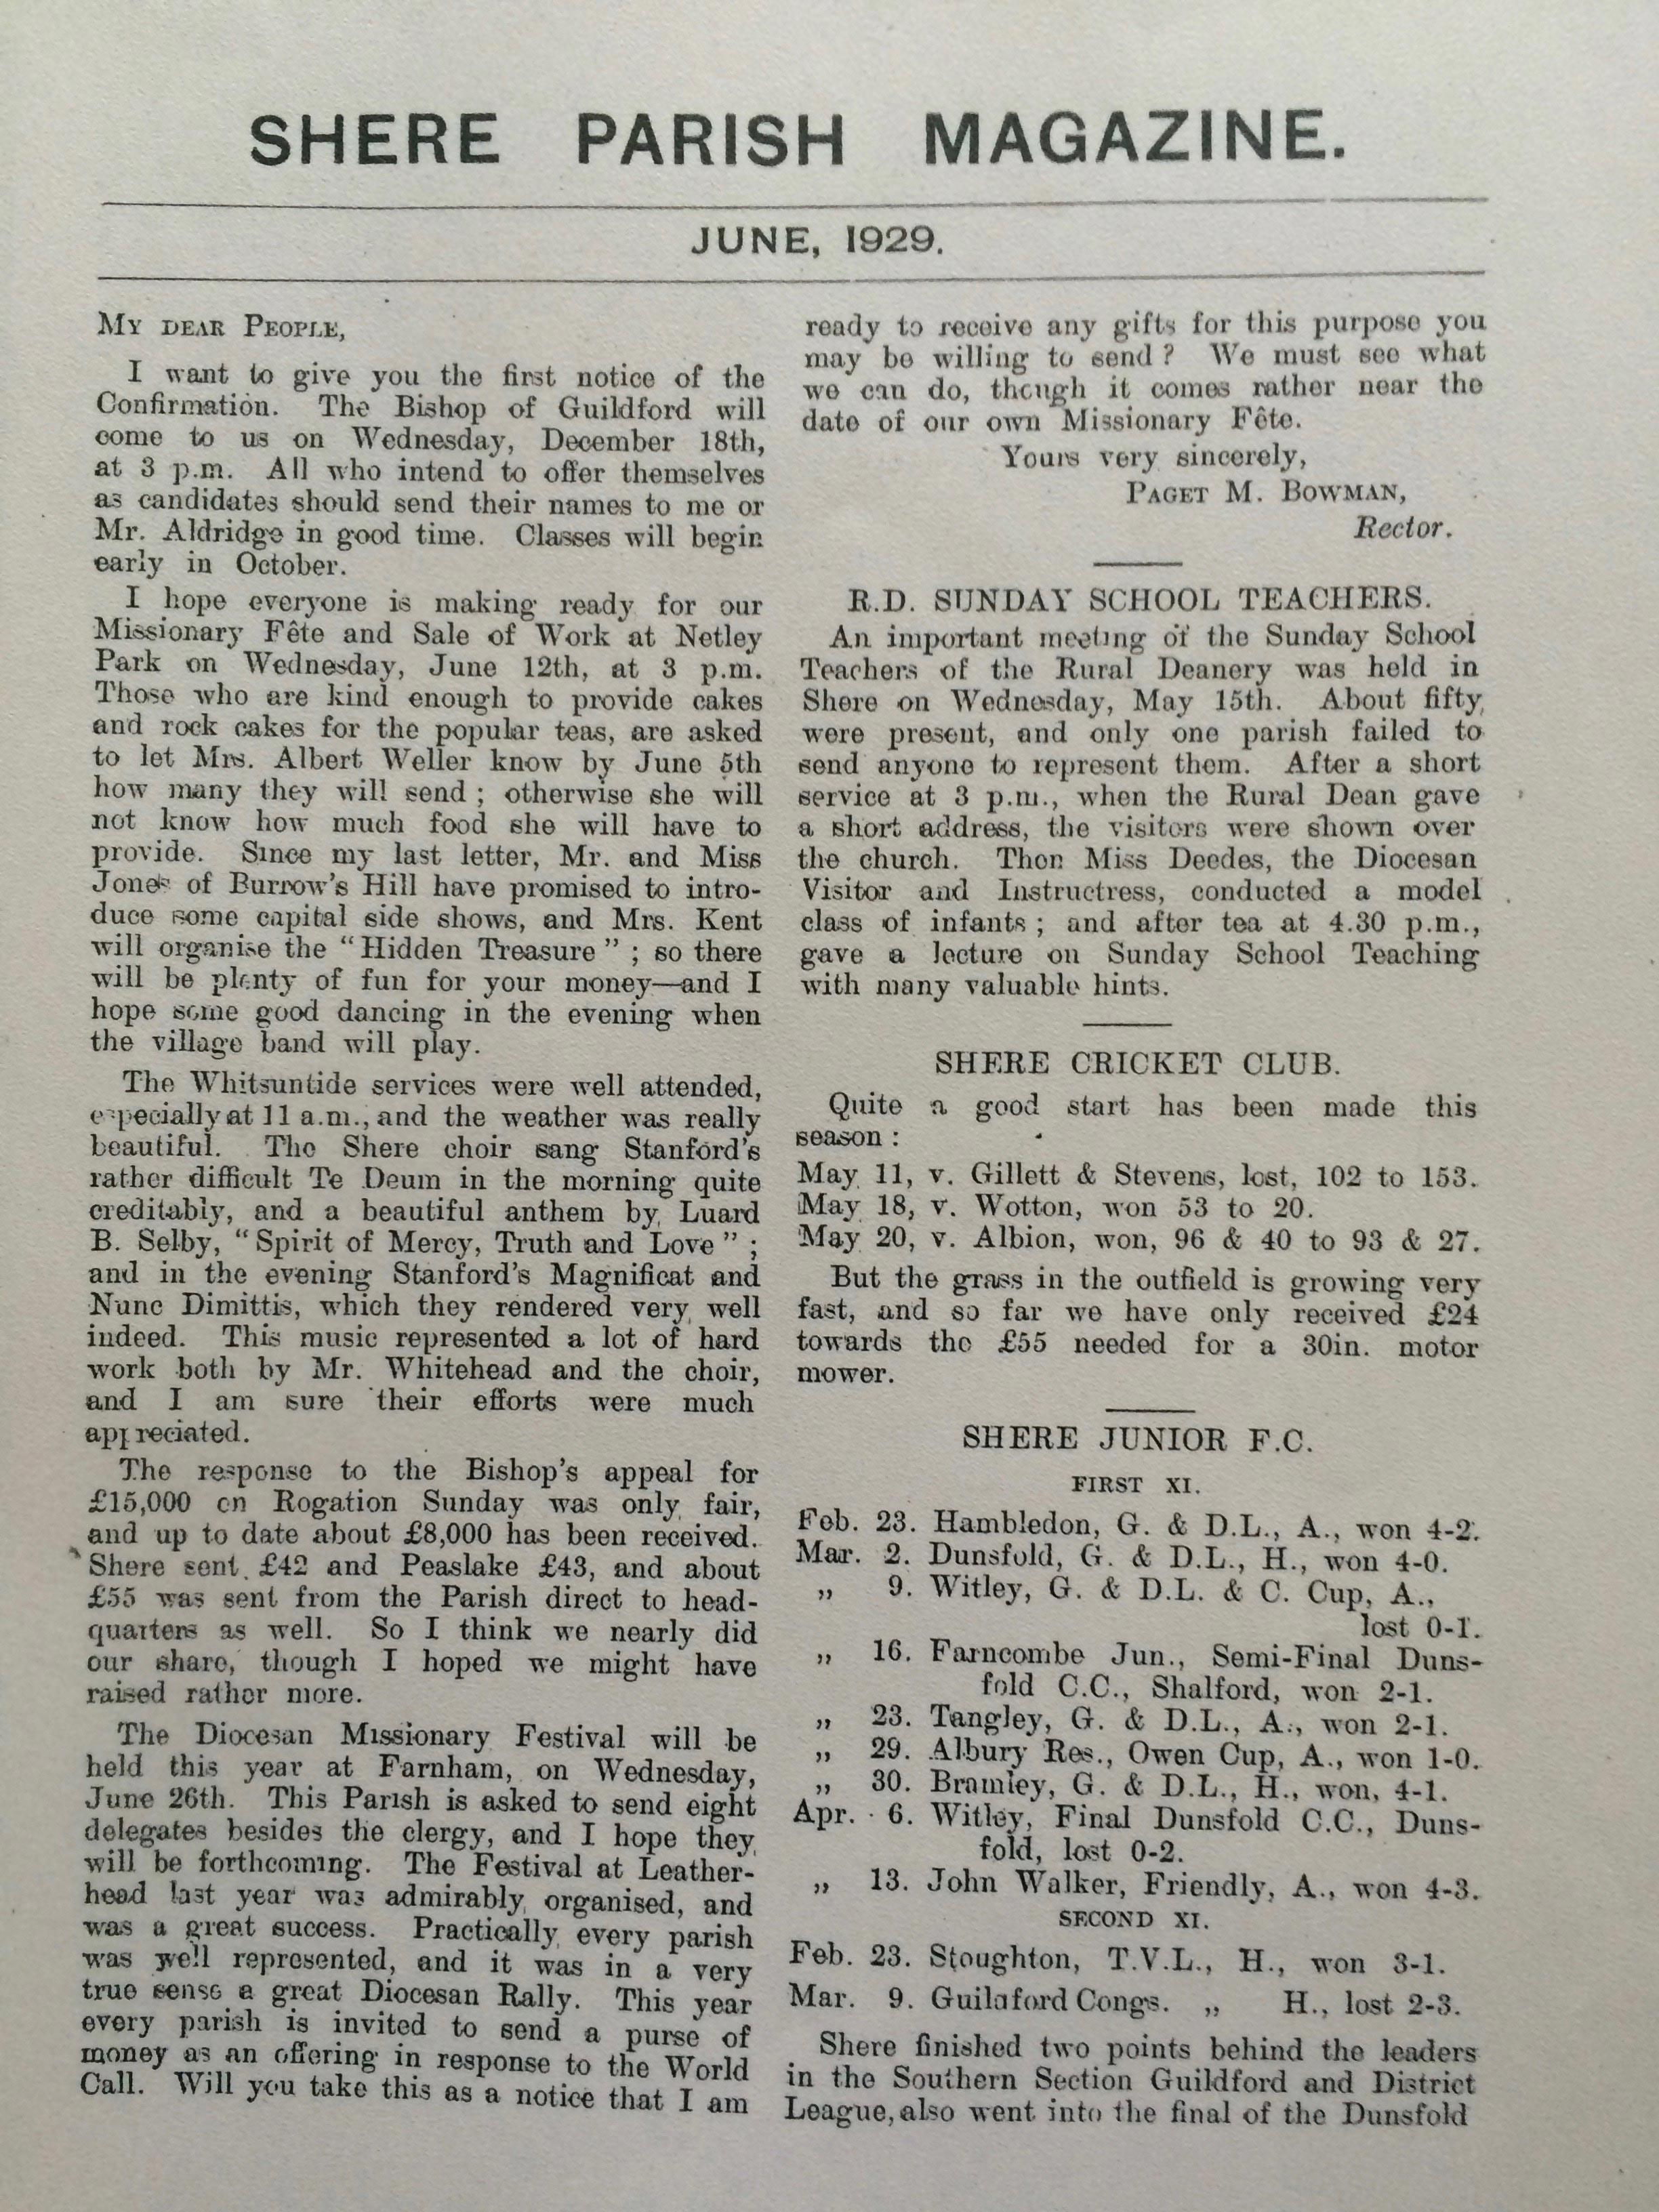 SHERE PARISH MAGAZINE.
JUNE, 1929.
MY DEAR PEOPLE,
I want to give you the first notice of the
Confirmation. The Bishop of Guildford will
come to us on Wednesday, December 18th,
at 3 p.m. All who intend to offer themselves
as candidates should send their names to me or
Mr. Aldridge in good time. Classes will begin
early in October.
I hope everyone is making ready for our
Missionary Fête and Sale of Work at Netley
Park on Wednesday, June 12th, at 3 p.m.
Those who are kind enough to provide cakes
and rock cakes for the popular teas, are asked
to let Mrs. Albert Weller know by June 5th
how many they will send ; otherwise she will
not know how much food she will have to
provide. Since my last letter, Mr. and Miss
Jones of Burrow's Hill have promised to intro-
duce some capital side shows, and Mrs. Kent
will organise the "Hidden Treasure" ; so there
will be plenty of fun for your money—and I
hope some good dancing in the evening when
the village band will play.
The Whitsuntide services were well attended,
especially at 11 a.m., and the weather was really
beautiful. The Shere choir sang Stanford's
rather difficult Te Deum in the morning quite
creditably, and a beautiful anthem by Luard
B. Selby, "Spirit of Mercy, Truth and Love" ;
and in the evening Stanford's Magnificat and
Nunc Dimittis, which they rendered very well
indeed. This music represented a lot of hard
work both by Mr. Whitehead and the choir,
and I am sure their efforts were much
appreciated.
The response to the Bishop's appeal for
£15,000 on Rogation Sunday was only fair,
and up to date about £8,000 has been received.
Shere sent £42 and Peaslake £43, and about
£55 was sent from the Parish direct to head-
quarters as well. So I think we nearly did
our share, though I hoped we might have
raised rather more.
The Diocesan Missionary Festival will be
held this year at Farnham, on Wednesday,
June 26th. This Parish is asked to send eight
delegates besides the clergy, and I hope they
will be forthcoming. The Festival at Leather-
head last year was admirably organised, and
was a great success. Practically every parish
was well represented, and it was in a very
true sense a great Diocesan Rally. This year
every parish is invited to send a purse of
money as an offering in response to the World
Call. Will you take this as a notice that I am
ready to receive any gifts for this purpose you
may be willing to send ? We must see what
we can do, though it comes rather near the
date of our own Missionary Fête.
Yours very sincerely,
PAGET M. BOWMAN,
Rector.
R.D. SUNDAY SCHOOL TEACHERS.
An important meeting of the Sunday School
Teachers of the Rural Deanery was held in
Shere on Wednesday, May 15th. About fifty
were present, and only one parish failed to
send anyone to represent them. After a short
service at 3 p.m., when the Rural Dean gave
a short address, the visitors were shown over
the church. Then Miss Deedes, the Diocesan
Visitor and Instructress, conducted a model
class of infants ; and after tea at 4.30 p.m.,
gave a lecture on Sunday School Teaching
with many valuable hints.
SHERE CRICKET CLUB.
Quite a good start has been made this
season :
May 11, v. Gillett & Stevens, lost, 102 to 153.
May 18, v. Wotton, won 53 to 20.
May 20, v. Albion, won, 96 & 40 to 93 & 27.
But the grass in the outfield is growing very
fast, and so far we have only received £24
towards the £55 needed for a 30in. motor
mower.
SHERE JUNIOR F.C.
FIRST XI.
Feb. 23. Hambledon, G. & D.L., A., won 4-2.
Mar. 2. Dunsfold, G. & D.L., H., won 4-0.
„ 9. Witley, G. & D.L. & C. Cup, A.,
lost 0-1.
„ 16. Farncombe Jun., Semi-Final Duns-
fold C.C., Shalford, won 2-1.
„ 23. Tangley, G. & D.L., A., won 2-1.
„ 29. Albury Res., Owen Cup, A., won 1-0.
„ 30. Bramley, G. & D.L., H., won, 4-1.
Apr. 6. Witley, Final Dunsfold C.C., Duns-
fold, lost 0-2.
„ 13. John Walker, Friendly, A., won 4-3.
SECOND XI.
Feb. 23. Stoughton, T.V.L., H., won 3-1.
Mar. 9. Guildford Congs. „ H., lost 2-3.
Shere finished two points behind the leaders
in the Southern Section Guildford and District
League, also went into the final of the Dunsfold